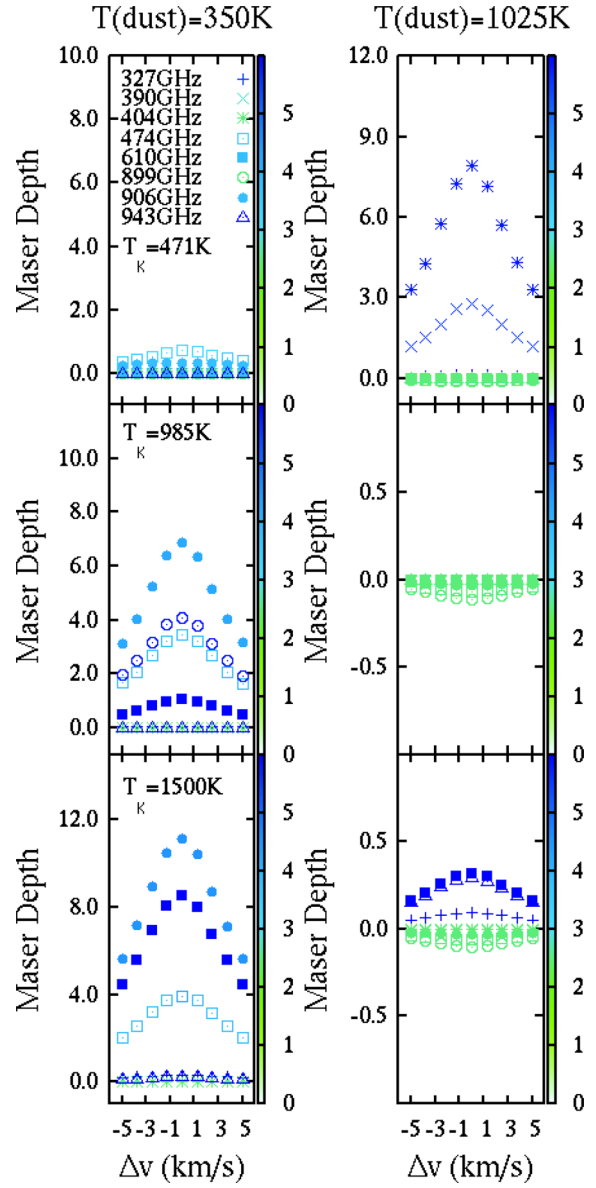 T(dust)=350K T(dust)=1025K
10.0
8.0
6.0
4.0
2.0
0.0
Maser Depth
327GHz
390GHz
404GHz
474GHz
610GHz
899GHz
906GHz
943GHz
T =471K
K
5
4
3
2
1
0
12.0
9.0
6.0
3.0
0.0
Maser Depth
5
4
3
2
1
0
10.0
8.0
6.0
4.0
2.0
0.0
Maser Depth
T =985K
K
5
4
3
2
1
0
0.5
0.0
-0.5
Maser Depth
5
4
3
2
1
0
12.0
8.0
4.0
0.0
Maser Depth
T =1500K
K
5
4
3
2
1
0
0.5
0.0
-0.5
Maser Depth
5
4
3
2
1
0
-5 -3 -1 1 3 5
Δv (km/s)
-5 -3 -1 1 3 5
Δv (km/s)